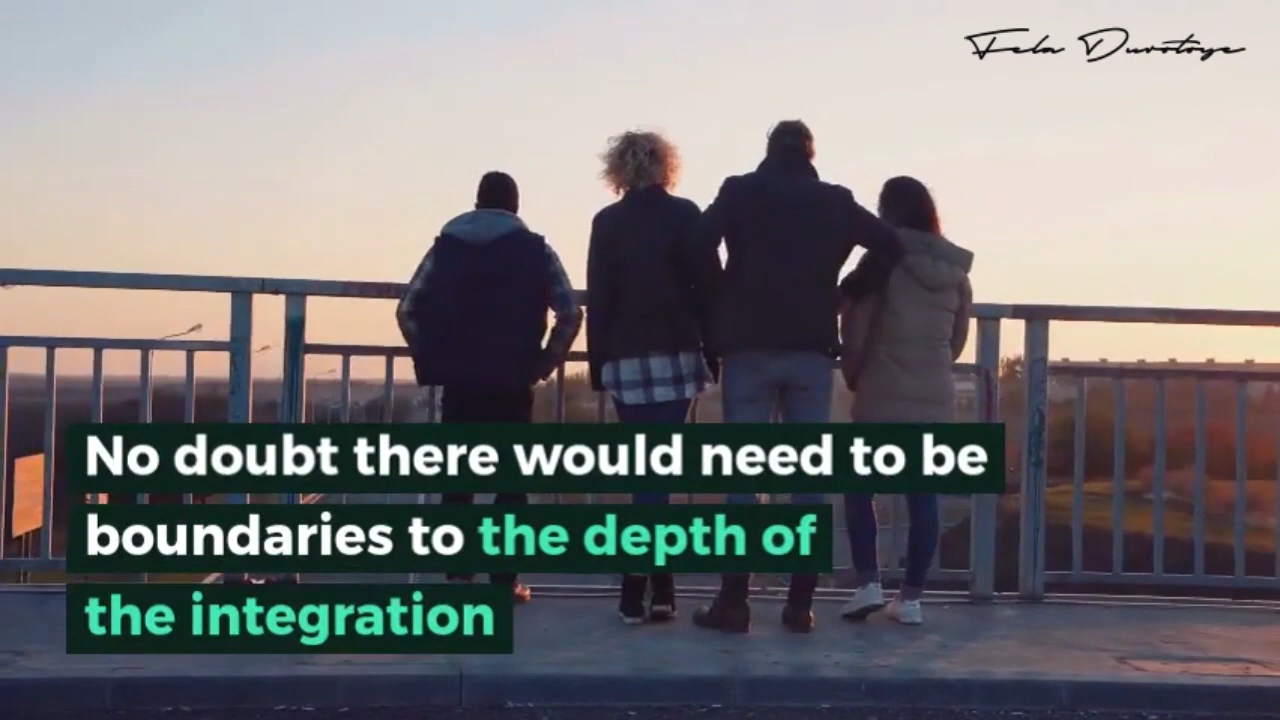 Fela Durotoye
No doubt there would need to be
boundaries to the depth of
the integration